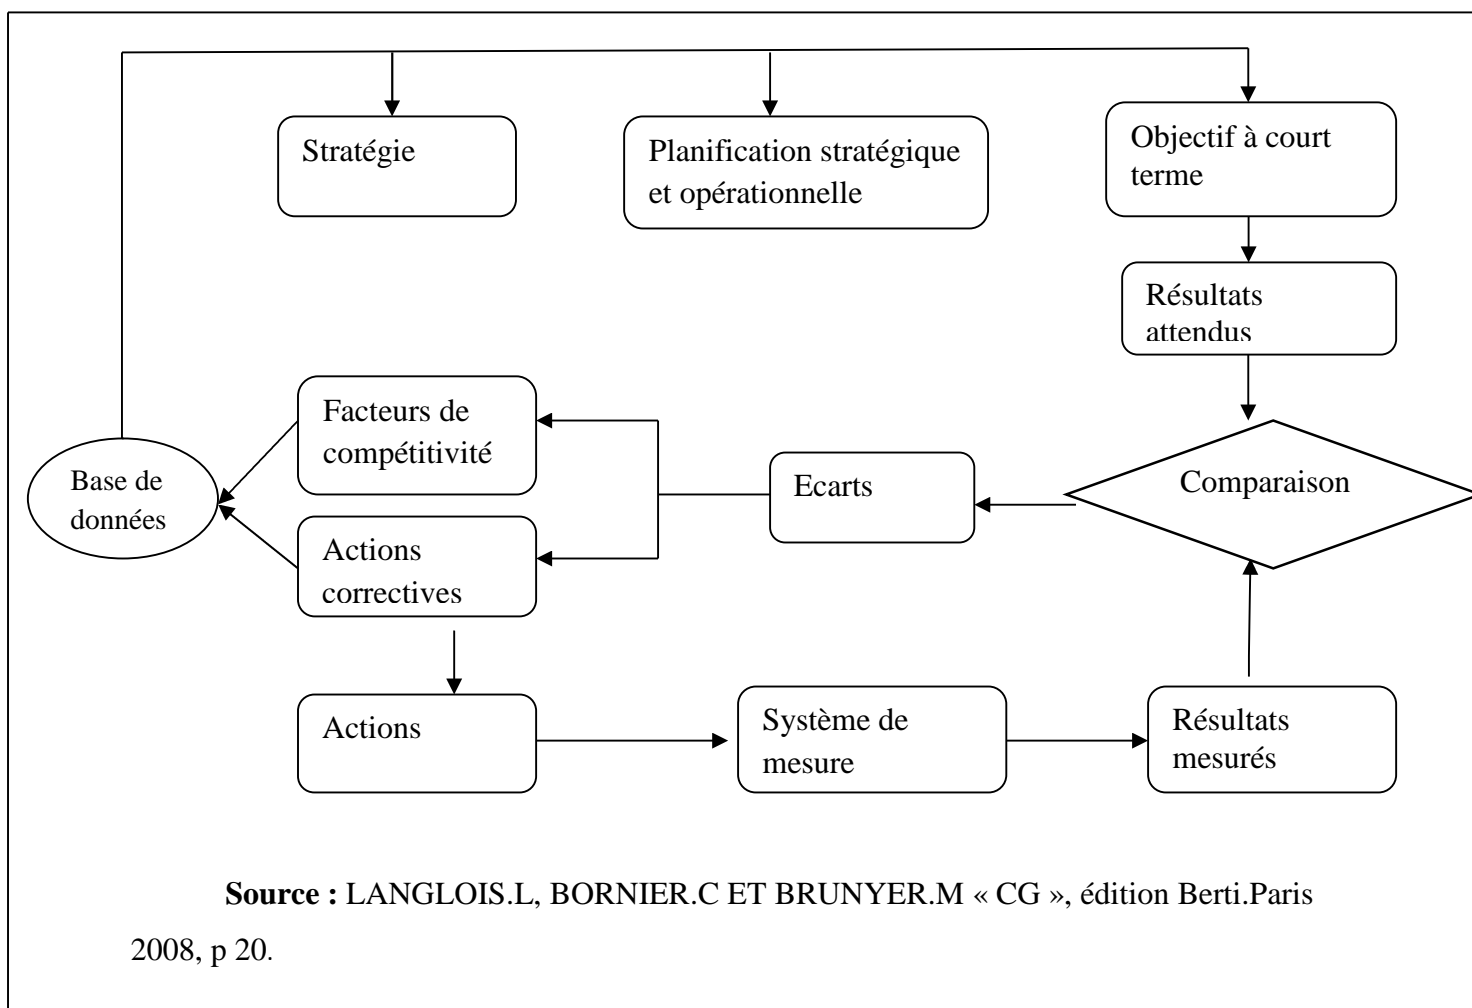 Stratégie
Planification stratégique
et opérationnelle
Objectif à court
terme
Résultats
attendus
Facteurs de
compétitivité
Base de
données
Ecarts
Comparaison
Actions
correctives
Actions
Système de
mesure
Résultats
mesurés
Source : LANGLOIS.L, BORNIER.C ET BRUNYER.M « CG », édition Berti.Paris
2008, p 20.